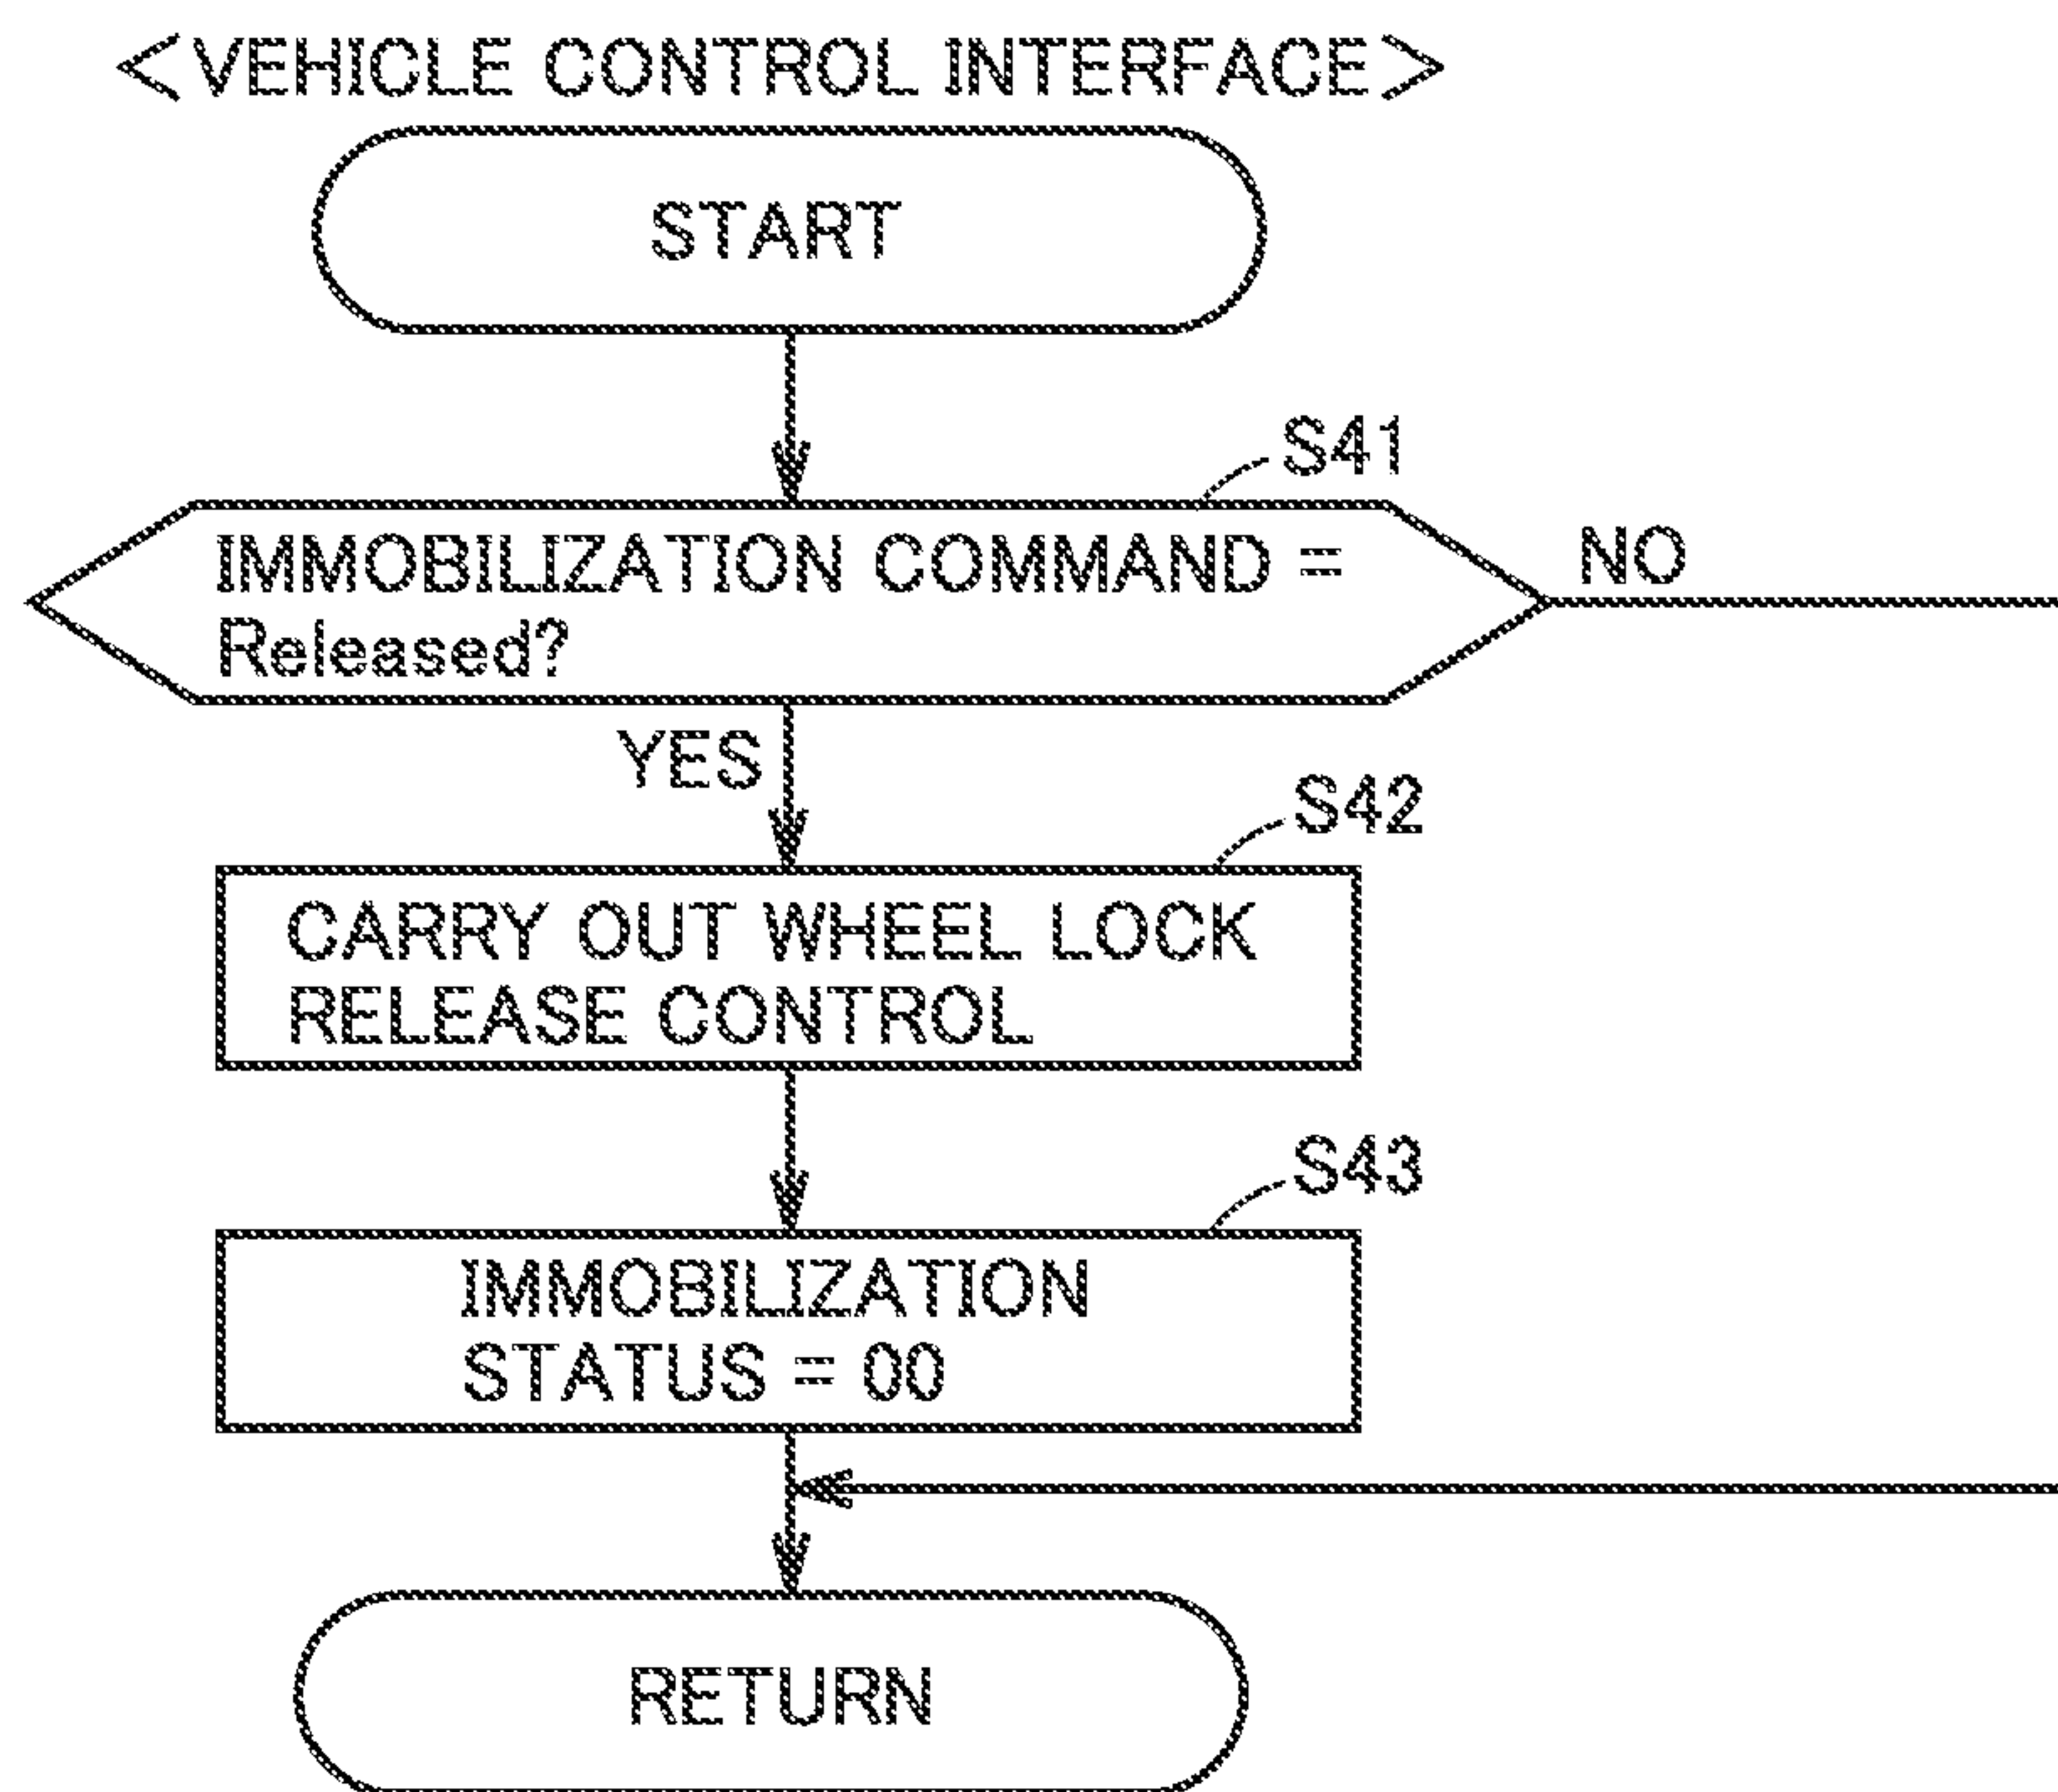 <VEHICLE CONTROL INTERFACE>
START
S41
IMMOBILIZATION COMMAND =
Released?
NO
YES
S42
CARRY OUT WHEEL LOCK
RELEASE CONTROL
S43
IMMOBILIZATION
STATUS = 00
RETURN